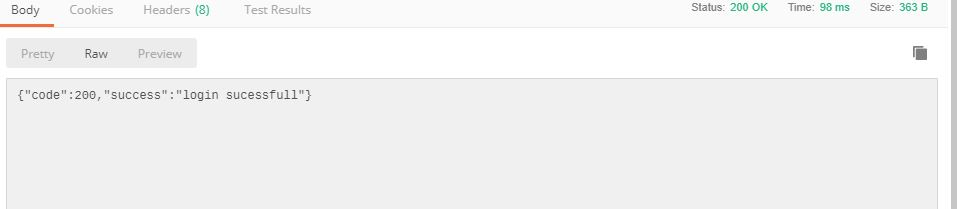 Body Cookies Headers (8) Test Results Status: 200 OK Time: 98 ms Size: 363 B
Pretty Raw Preview
{"code":200,"success":"login sucessfull"}